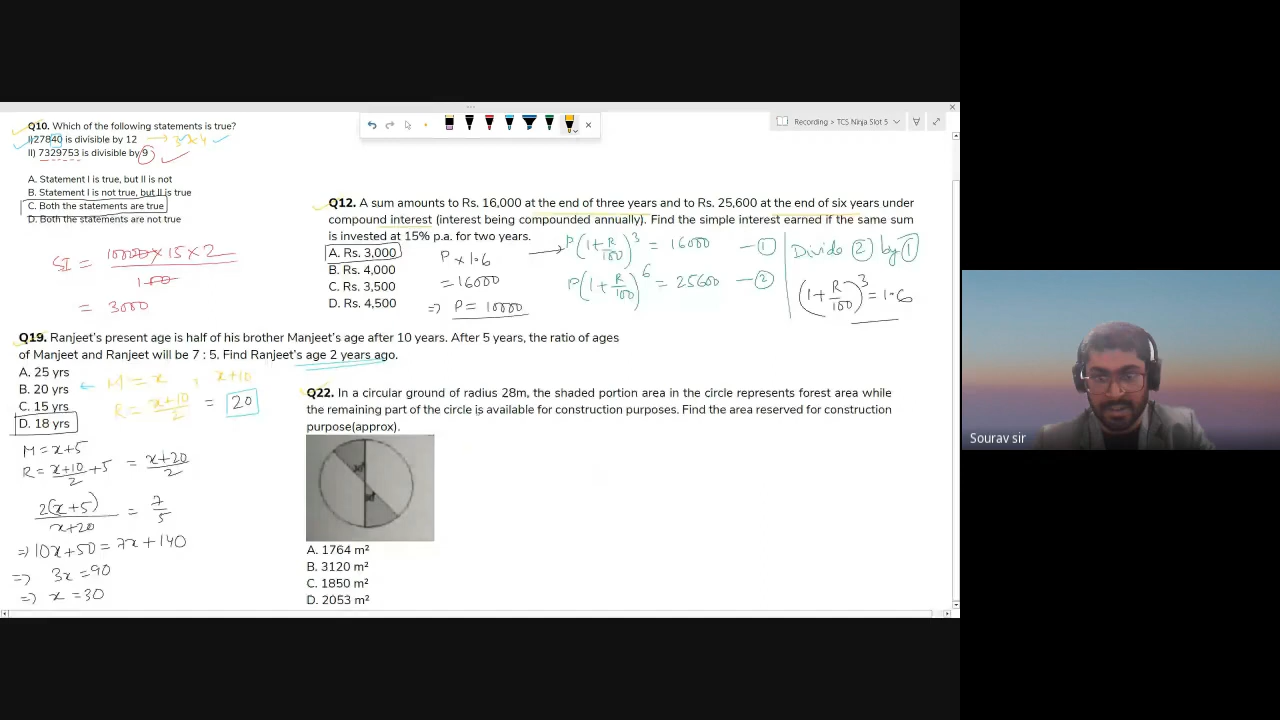 Recording > TCS Ninja Slot 5
Q10. Which of the following statements is true?
I) 27840 is divisible by 12 → 3 x 4
II) 7329753 is divisible by 9
A. Statement I is true, but II is not
B. Statement I is not true, but II is true
C. Both the statements are true
D. Both the statements are not true
SI = 10000 x 15 x 2
100
= 3000
Q12. A sum amounts to Rs. 16,000 at the end of three years and to Rs. 25,600 at the end of six years under
compound interest (interest being compounded annually). Find the simple interest earned if the same sum
is invested at 15% p.a. for two years.
A. Rs. 3,000
B. Rs. 4,000
C. Rs. 3,500
D. Rs. 4,500
P x 1.6
= 16000
⇒ P = 10000
P(1+R/100)^3 = 16000 — ①
P(1+R/100)^6 = 25600 — ②
Divide ② by ①
(1+R/100)^3 = 1.6
Q19. Ranjeet's present age is half of his brother Manjeet's age after 10 years. After 5 years, the ratio of ages
of Manjeet and Ranjeet will be 7 : 5. Find Ranjeet's age 2 years ago.
A. 25 yrs
B. 20 yrs
C. 15 yrs
D. 18 yrs
M = x , x+10
R = x+10/2 = 20
M = x+5
R = x+10/2 + 5 = x+20/2
2(x+5)/x+20 = 7/5
⇒ 10x+50 = 7x+140
⇒ 3x = 90
⇒ x = 30
Q22. In a circular ground of radius 28m, the shaded portion area in the circle represents forest area while
the remaining part of the circle is available for construction purposes. Find the area reserved for construction
purpose(approx).
A. 1764 m²
B. 3120 m²
C. 1850 m²
D. 2053 m²
Sourav sir